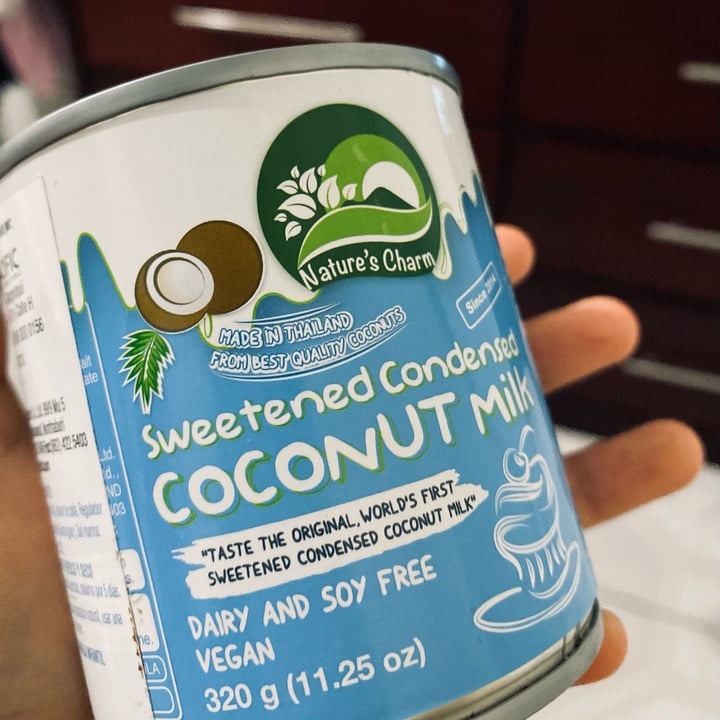 Nature's Charm
Since 2014
MADE IN THAILAND
FROM BEST QUALITY COCONUTS
Sweetened Condensed
COCONUT Milk
"TASTE THE ORIGINAL, WORLD'S FIRST
SWEETENED CONDENSED COCONUT MILK"
DAIRY AND SOY FREE
VEGAN
320 g (11.25 oz)